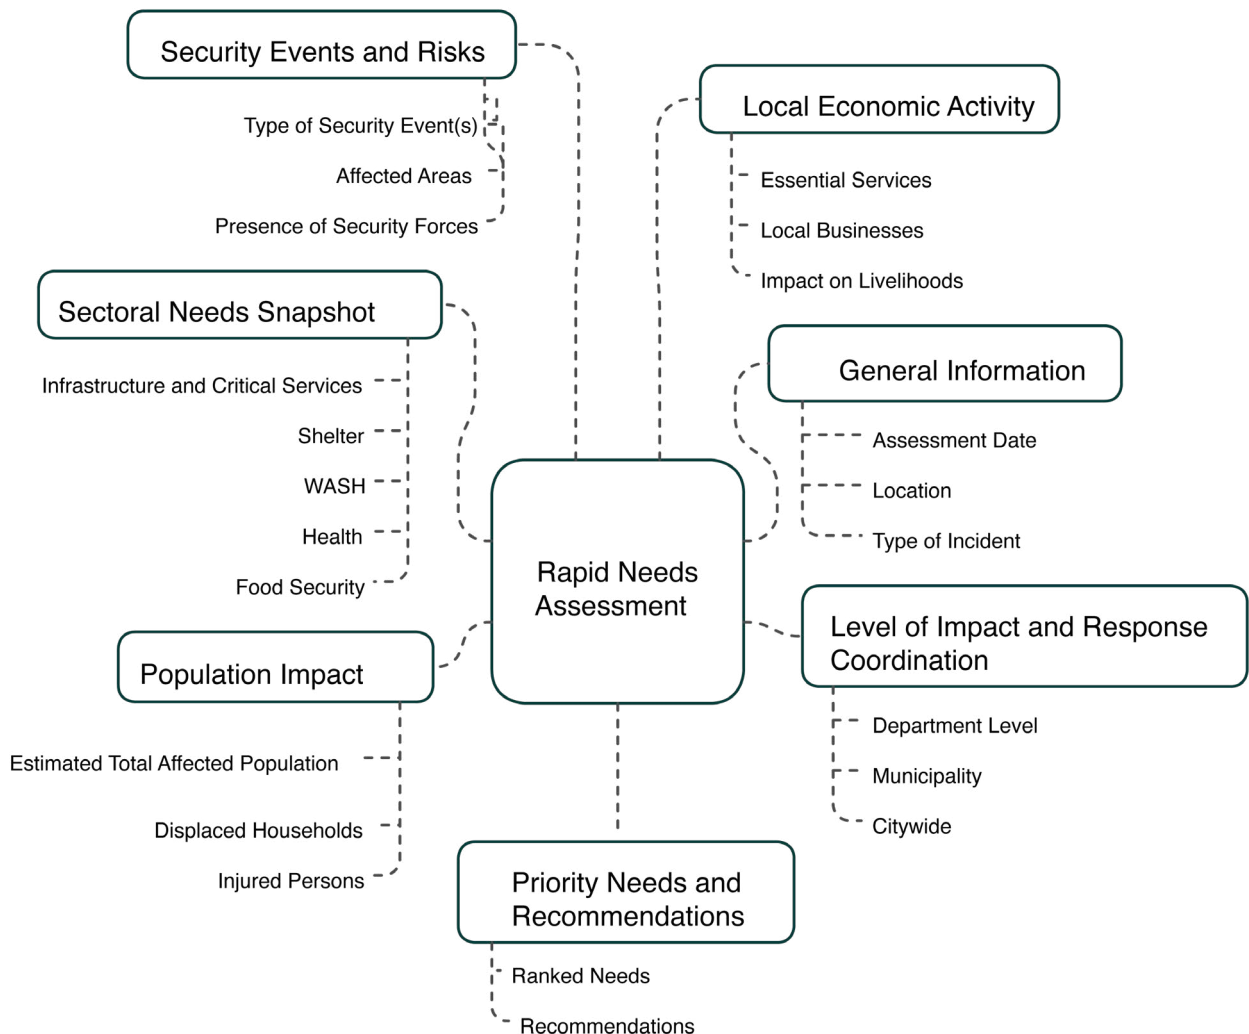 Security Events and Risks
Type of Security Event(s)
Affected Areas
Presence of Security Forces
Local Economic Activity
Essential Services
Local Businesses
Impact on Livelihoods
Sectoral Needs Snapshot
Infrastructure and Critical Services
Shelter
WASH
Health
Food Security
General Information
Assessment Date
Location
Type of Incident
Rapid Needs
Assessment
Level of Impact and Response
Coordination
Department Level
Municipality
Citywide
Population Impact
Estimated Total Affected Population
Displaced Households
Injured Persons
Priority Needs and
Recommendations
Ranked Needs
Recommendations